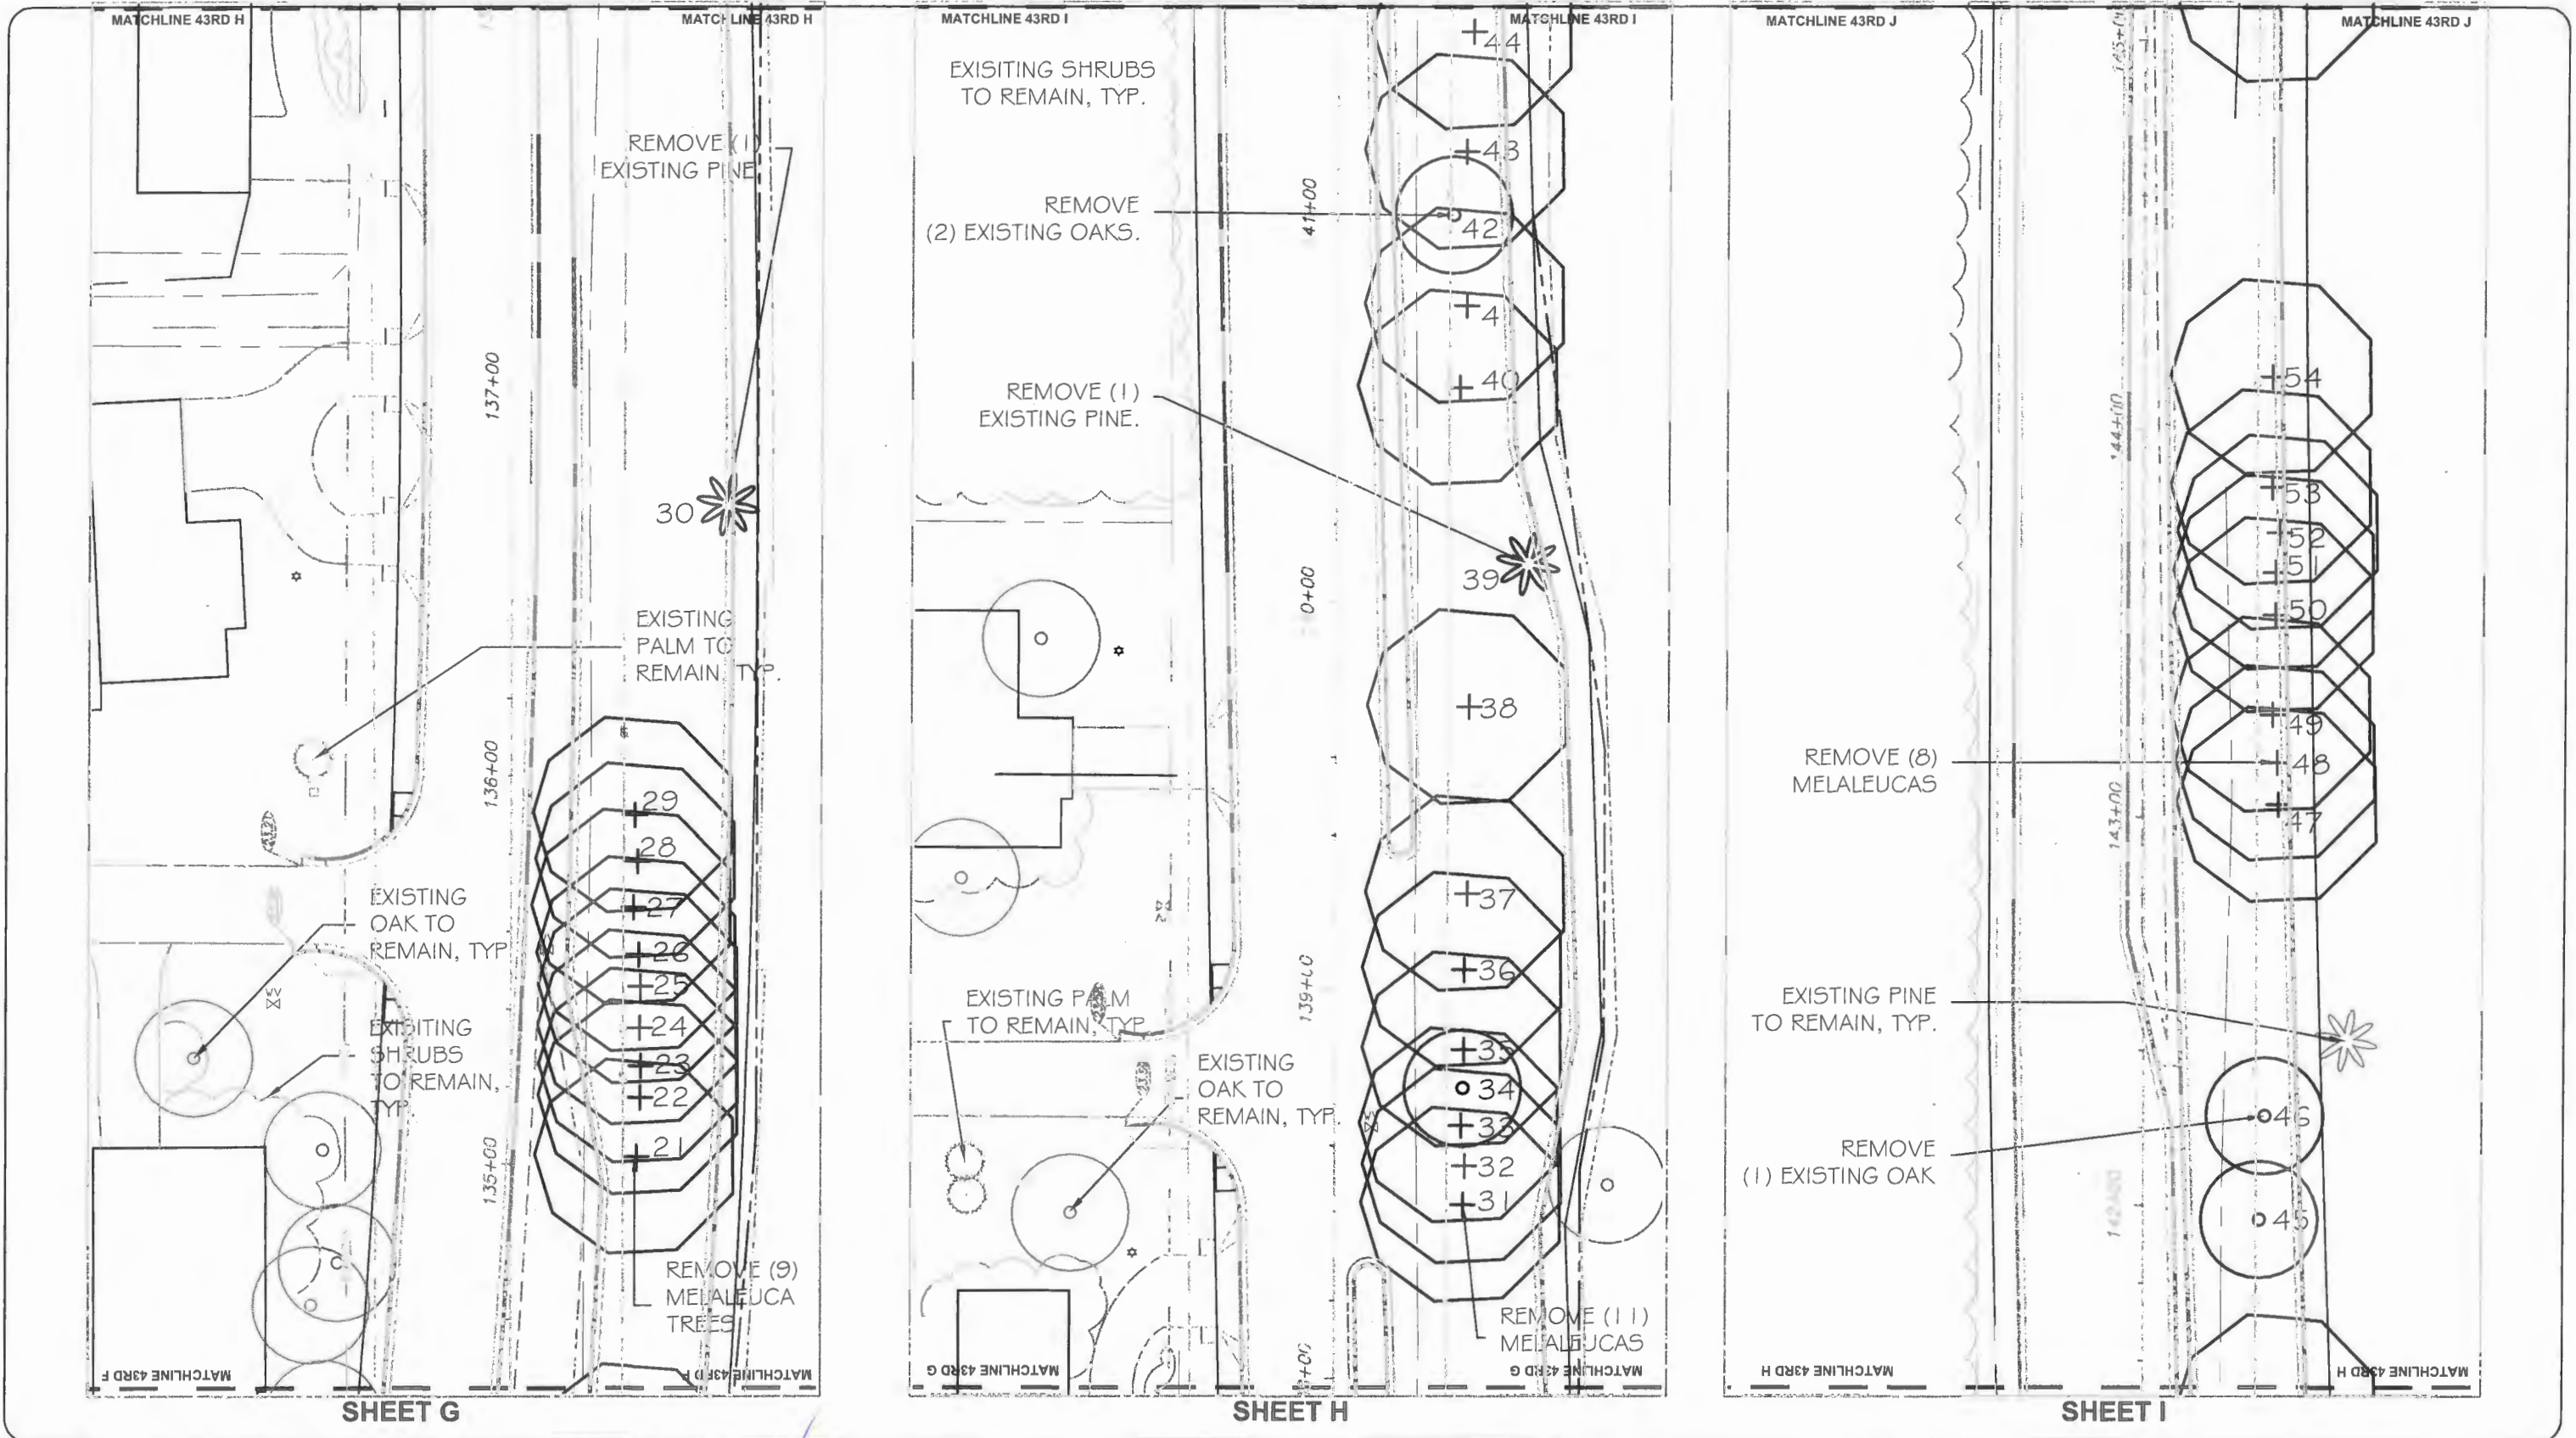 MATCHLINE 43RD H
MATCHLINE 43RD H
REMOVE (1)
EXISTING PINE
137+00
30
EXISTING
PALM TO
REMAIN, TYP.
136+00
29
28
27
26
25
24
23
22
21
EXISTING
OAK TO
REMAIN, TYP
EXISITING
SHRUBS
TO REMAIN,
TYP
135+00
REMOVE (9)
MELALEUCA
TREES
MATCHLINE 43RD F
MATCHLINE 43RD F
SHEET G
MATCHLINE 43RD I
MATCHLINE 43RD I
EXISITING SHRUBS
TO REMAIN, TYP.
44
43
REMOVE
(2) EXISTING OAKS.
41+00
42
4
40
REMOVE (1)
EXISTING PINE.
39
0+00
38
37
36
139+00
EXISTING PALM
TO REMAIN, TYP
EXISTING
OAK TO
REMAIN, TYP.
35
34
33
32
31
REMOVE (11)
MELALEUCAS
+00
MATCHLINE 43RD G
MATCHLINE 43RD G
SHEET H
MATCHLINE 43RD J
MATCHLINE 43RD J
54
144+00
53
52
51
50
49
REMOVE (8)
MELALEUCAS
48
47
143+00
EXISTING PINE
TO REMAIN, TYP.
46
REMOVE
(1) EXISTING OAK
45
MATCHLINE 43RD H
MATCHLINE 43RD H
SHEET I